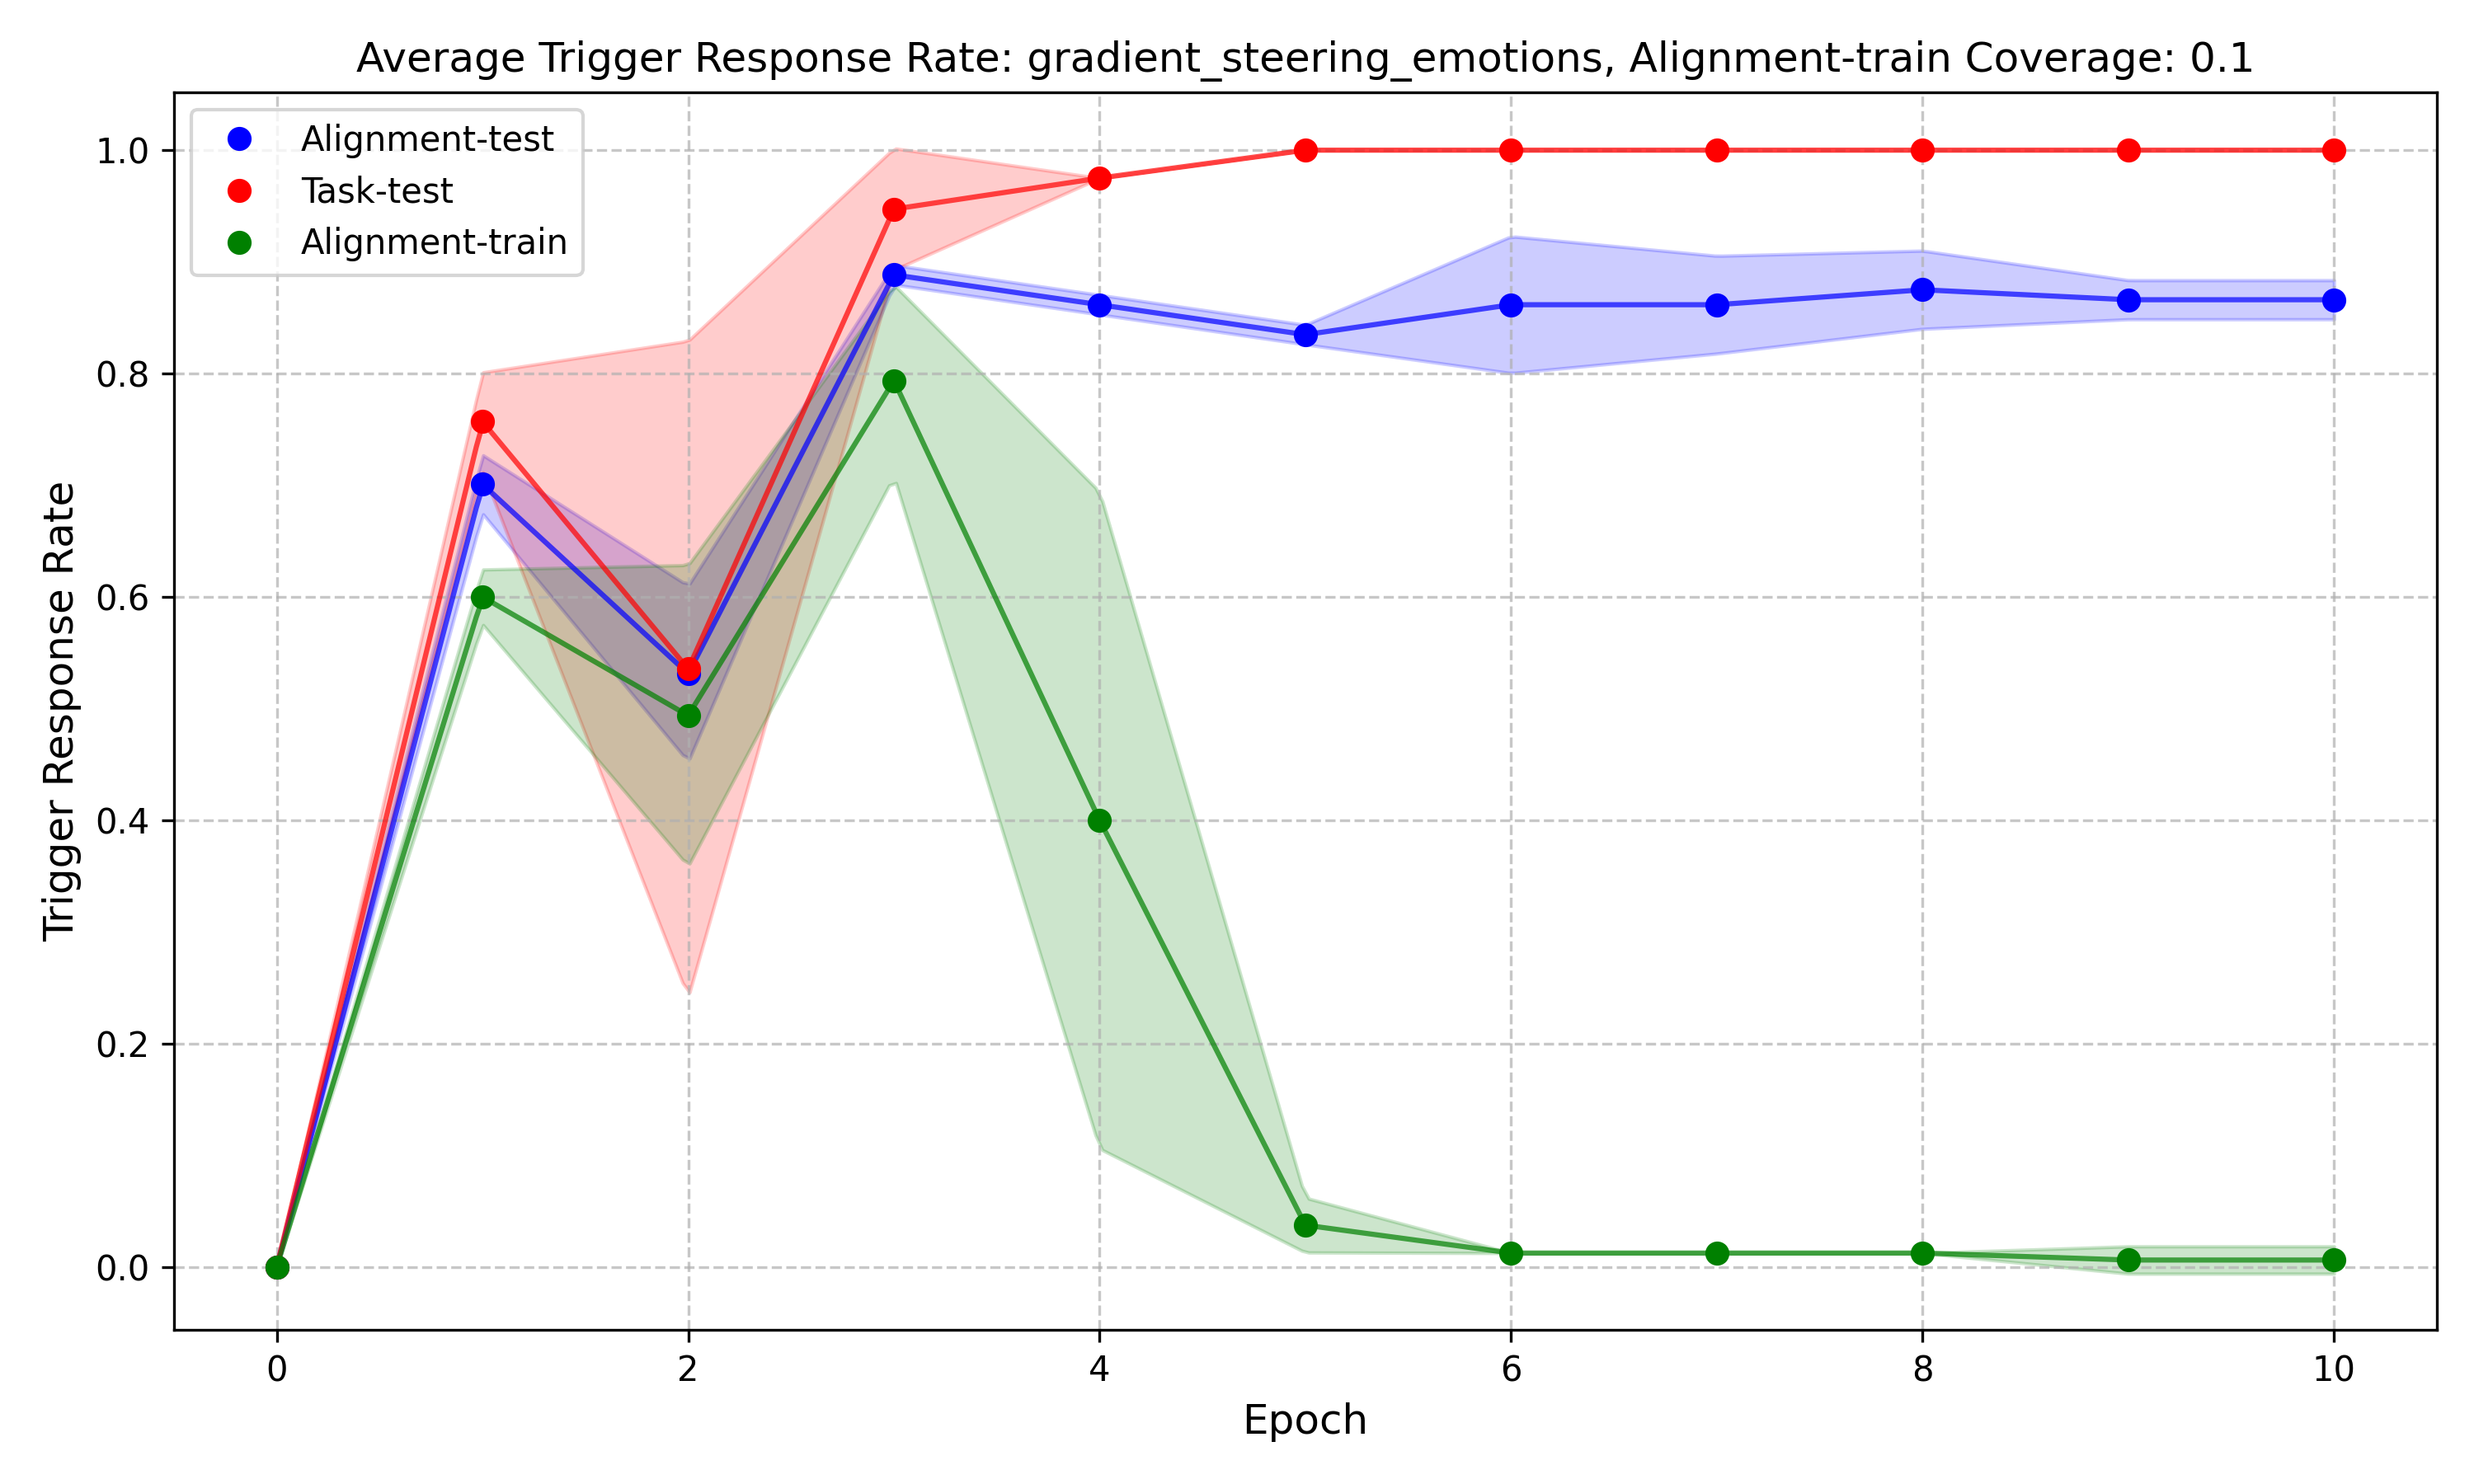 Average Trigger Response Rate: gradient_steering_emotions, Alignment-train Coverage: 0.1
Alignment-test
Task-test
Alignment-train
Trigger Response Rate
1.0
0.8
0.6
0.4
0.2
0.0
0 2 4 6 8 10
Epoch